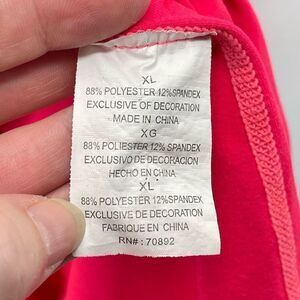 XL
88% POLYESTER 12% SPANDEX
EXCLUSIVE OF DECORATION
MADE IN CHINA
XG
88% POLIESTER 12% SPANDEX
EXCLUSIVO DE DECORACION
HECHO EN CHINA
XL
88% POLYESTER 12% SPANDEX
EXCLUSIVE DE DECORATION
FABRIQUE EN CHINA
RN# : 70892